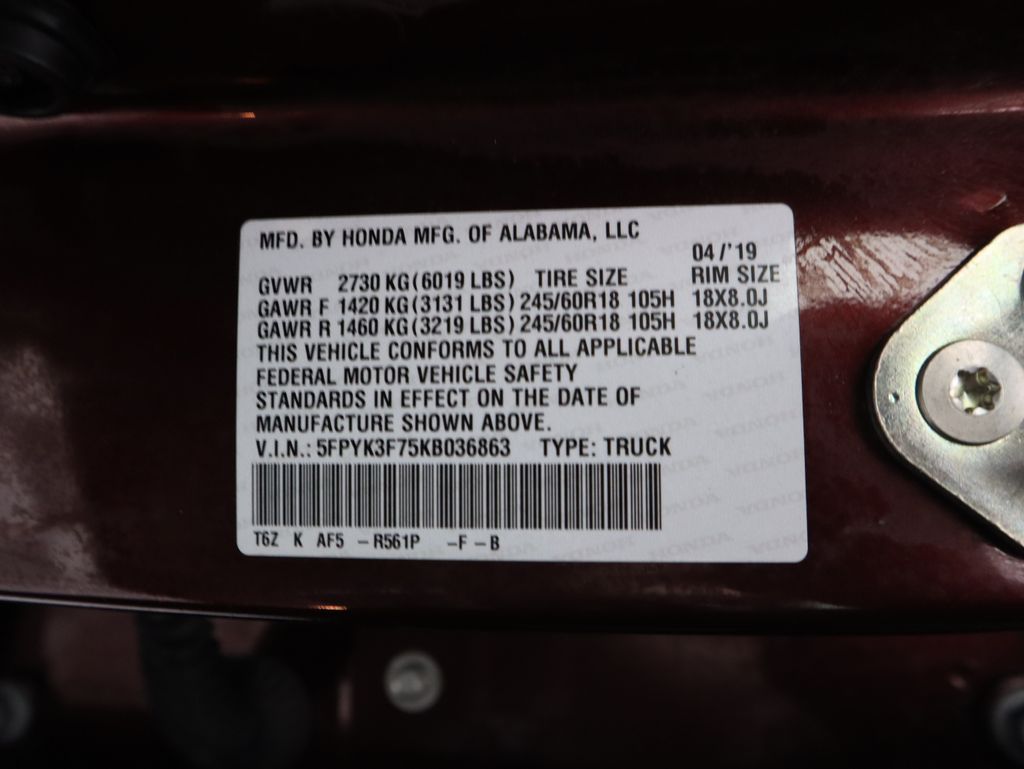 MFD. BY HONDA MFG. OF ALABAMA, LLC
04/'19
GVWR 2730 KG (6019 LBS) TIRE SIZE RIM SIZE
GAWR F 1420 KG (3131 LBS) 245/60R18 105H 18X8.0J
GAWR R 1460 KG (3219 LBS) 245/60R18 105H 18X8.0J
THIS VEHICLE CONFORMS TO ALL APPLICABLE
FEDERAL MOTOR VEHICLE SAFETY
STANDARDS IN EFFECT ON THE DATE OF
MANUFACTURE SHOWN ABOVE.
V.I.N.: 5FPYK3F75KB036863 TYPE: TRUCK
T6Z K AF5 -R561P -F -B